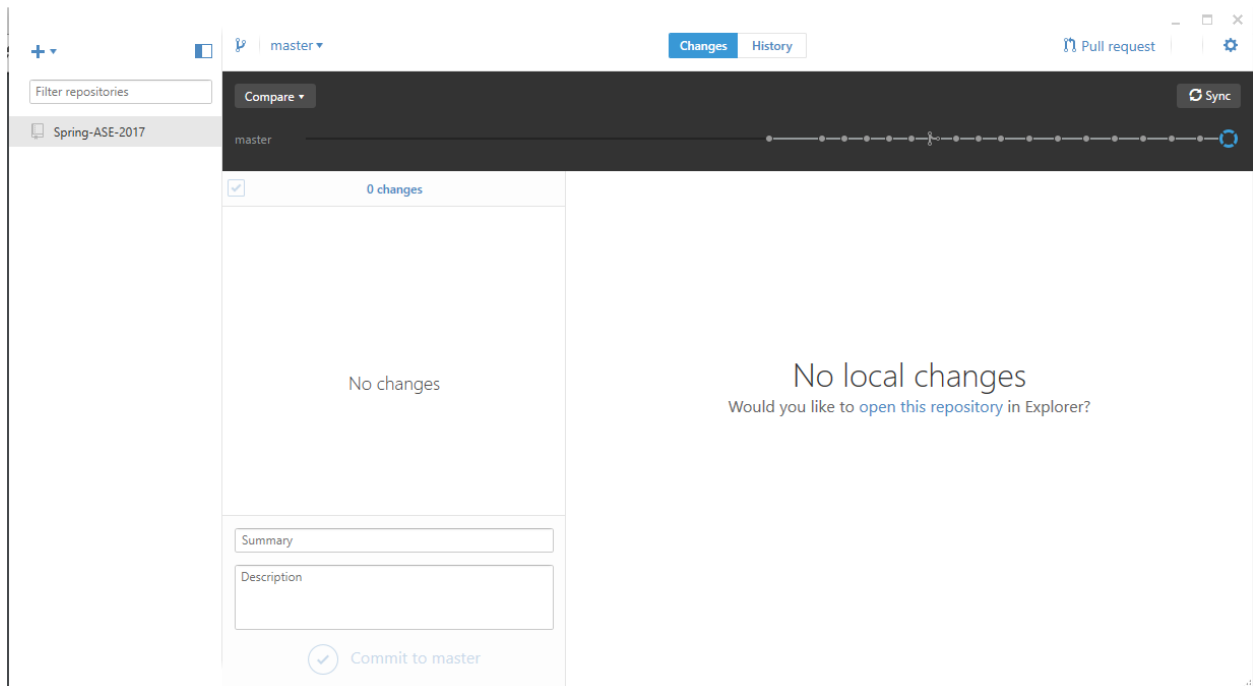 master
Changes
History
Pull request
Filter repositories
Compare
Sync
Spring-ASE-2017
master
0 changes
No changes
No local changes
Would you like to open this repository in Explorer?
Summary
Description
Commit to master